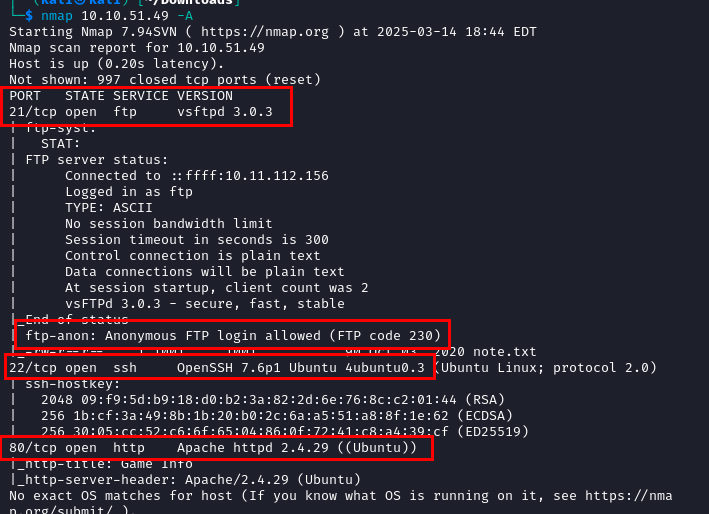 (kali㉿kali) [~/Downloads]
└─$ nmap 10.10.51.49 -A
Starting Nmap 7.94SVN ( https://nmap.org ) at 2025-03-14 18:44 EDT
Nmap scan report for 10.10.51.49
Host is up (0.20s latency).
Not shown: 997 closed tcp ports (reset)
PORT   STATE SERVICE VERSION
21/tcp open  ftp     vsftpd 3.0.3
| ftp-syst:
|   STAT:
| FTP server status:
|      Connected to ::ffff:10.11.112.156
|      Logged in as ftp
|      TYPE: ASCII
|      No session bandwidth limit
|      Session timeout in seconds is 300
|      Control connection is plain text
|      Data connections will be plain text
|      At session startup, client count was 2
|      vsFTPd 3.0.3 - secure, fast, stable
|_End of status
| ftp-anon: Anonymous FTP login allowed (FTP code 230)
|_-rw-r--r-- 1 1001 1001 90 Oct 03 2020 note.txt
22/tcp open  ssh     OpenSSH 7.6p1 Ubuntu 4ubuntu0.3 (Ubuntu Linux; protocol 2.0)
| ssh-hostkey:
|   2048 09:f9:5d:b9:18:d0:b2:3a:82:2d:6e:76:8c:c2:01:44 (RSA)
|   256 1b:cf:3a:49:8b:1b:20:b0:2c:6a:a5:51:a8:8f:1e:62 (ECDSA)
|   256 30:05:cc:52:c6:6f:65:04:86:0f:72:41:c8:a4:39:cf (ED25519)
80/tcp open  http    Apache httpd 2.4.29 ((Ubuntu))
|_http-title: Game Info
|_http-server-header: Apache/2.4.29 (Ubuntu)
No exact OS matches for host (If you know what OS is running on it, see https://nma
p.org/submit/ ).